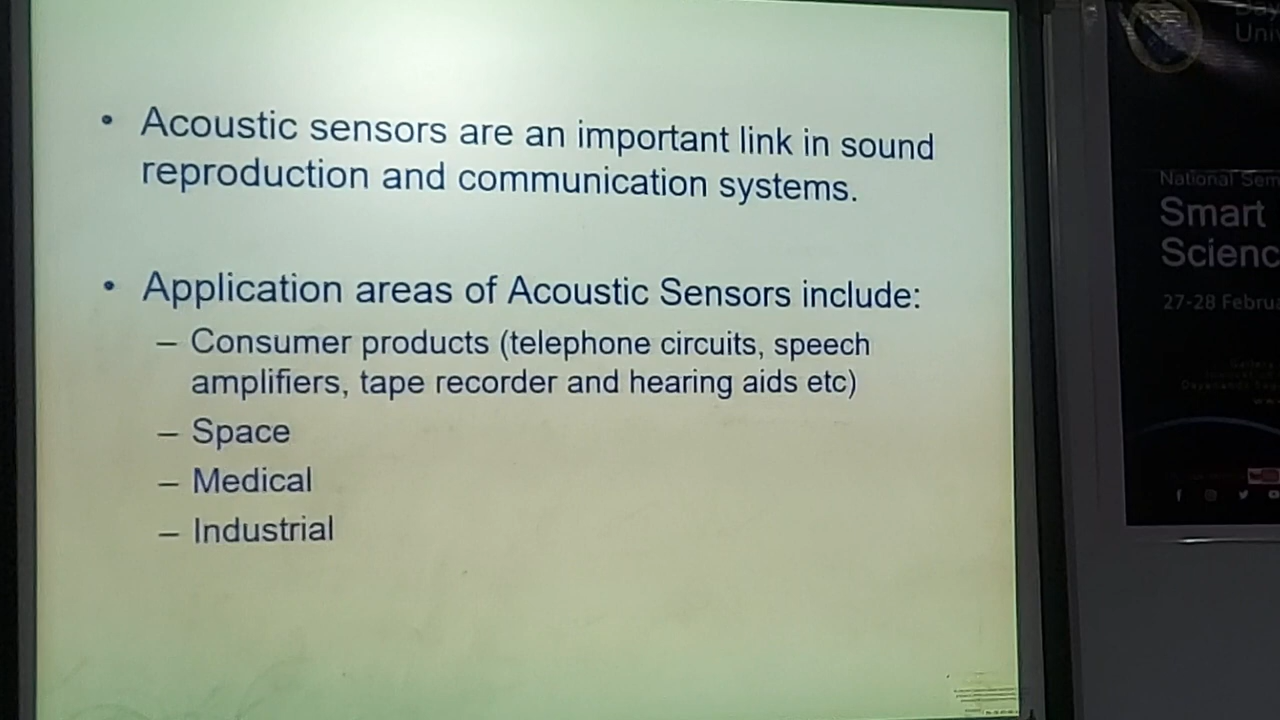 • Acoustic sensors are an important link in sound
reproduction and communication systems.
• Application areas of Acoustic Sensors include:
– Consumer products (telephone circuits, speech
amplifiers, tape recorder and hearing aids etc)
– Space
– Medical
– Industrial
National Sem
Smart
Scienc
27-28 Februa